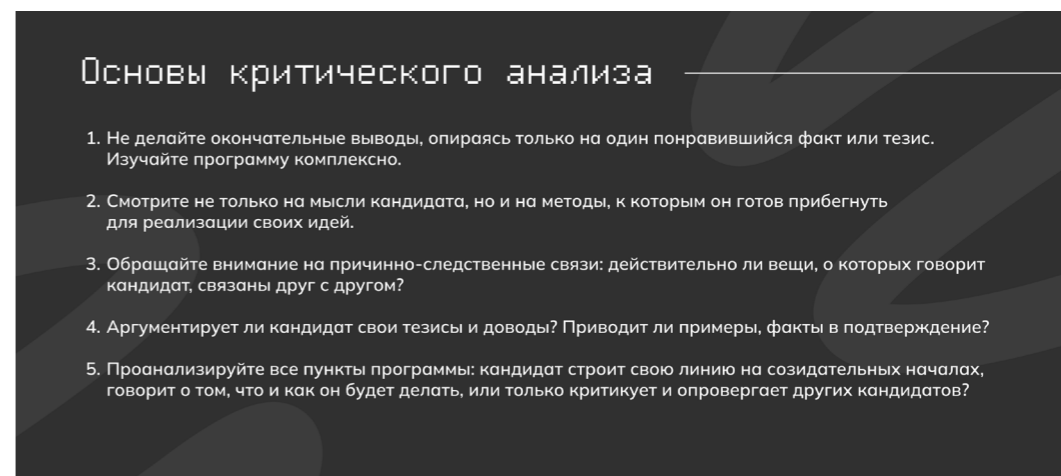 Основы критического анализа
1. Не делайте окончательные выводы, опираясь только на один понравившийся факт или тезис.
Изучайте программу комплексно.
2. Смотрите не только на мысли кандидата, но и на методы, к которым он готов прибегнуть
для реализации своих идей.
3. Обращайте внимание на причинно-следственные связи: действительно ли вещи, о которых говорит
кандидат, связаны друг с другом?
4. Аргументирует ли кандидат свои тезисы и доводы? Приводит ли примеры, факты в подтверждение?
5. Проанализируйте все пункты программы: кандидат строит свою линию на созидательных началах,
говорит о том, что и как он будет делать, или только критикует и опровергает других кандидатов?